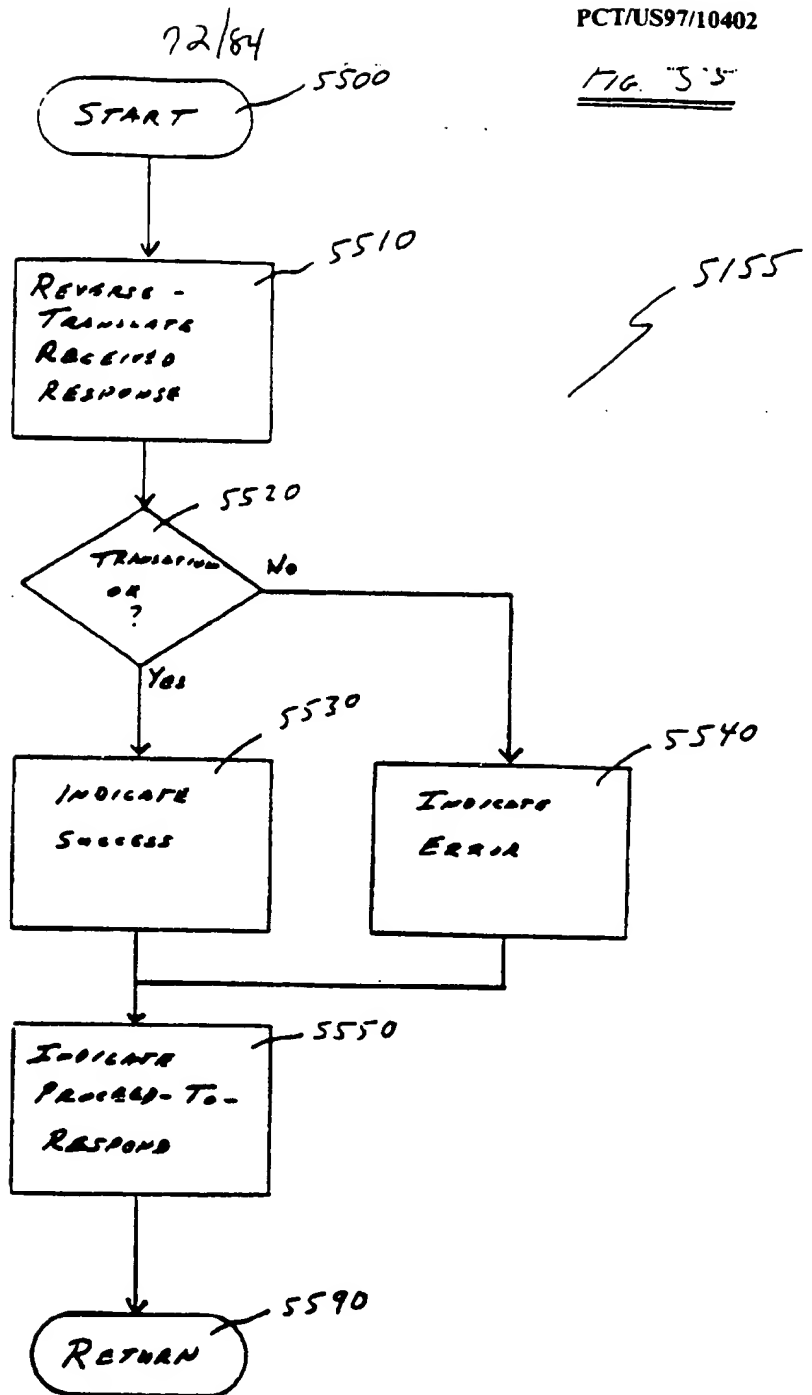 72/84
PCT/US97/10402
FIG. 55
START
5500
5510
REVERSE-
TRANSLATE
RECEIVED
RESPONSE
5155
5520
TRANSLATION
OK
?
No
Yes
5530
INDICATE
SUCCESS
5540
INDICATE
ERROR
5550
INDICATE
PROCEED-TO-
RESPOND
5590
RETURN